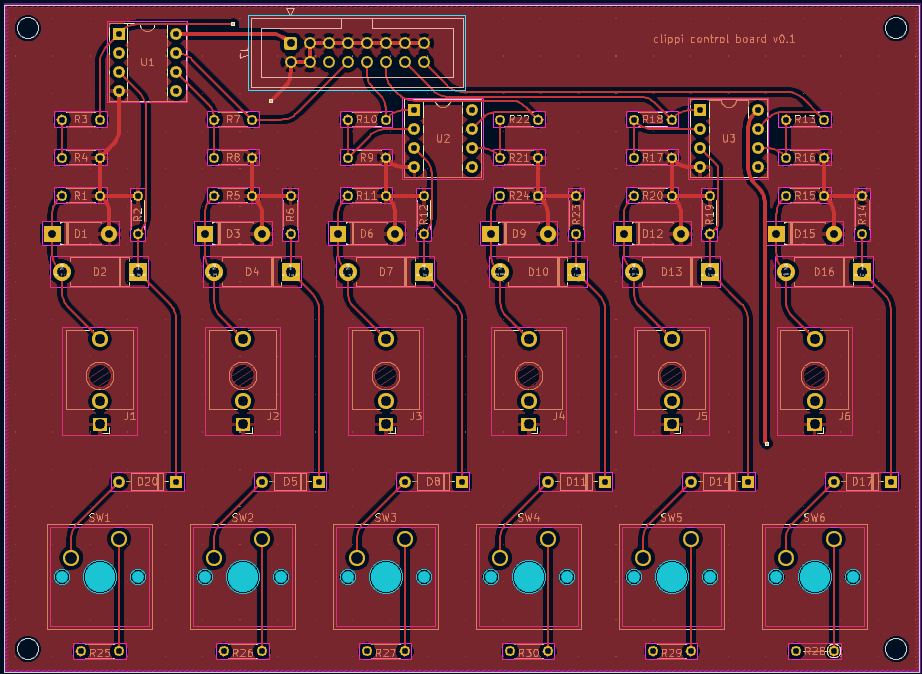 clippi control board v0.1
U1
U2
U3
R3 R7 R10 R22 R18 R13
R4 R8 R9 R21 R17 R16
R1 R5 R11 R24 R20 R15
R2 R6 R12 R23 R19 R14
D1 D3 D6 D9 D12 D15
D2 D4 D7 D10 D13 D16
J1 J2 J3 J4 J5 J6
D20 D5 D8 D11 D14 D17
SW1 SW2 SW3 SW4 SW5 SW6
R25 R26 R27 R30 R29 R28